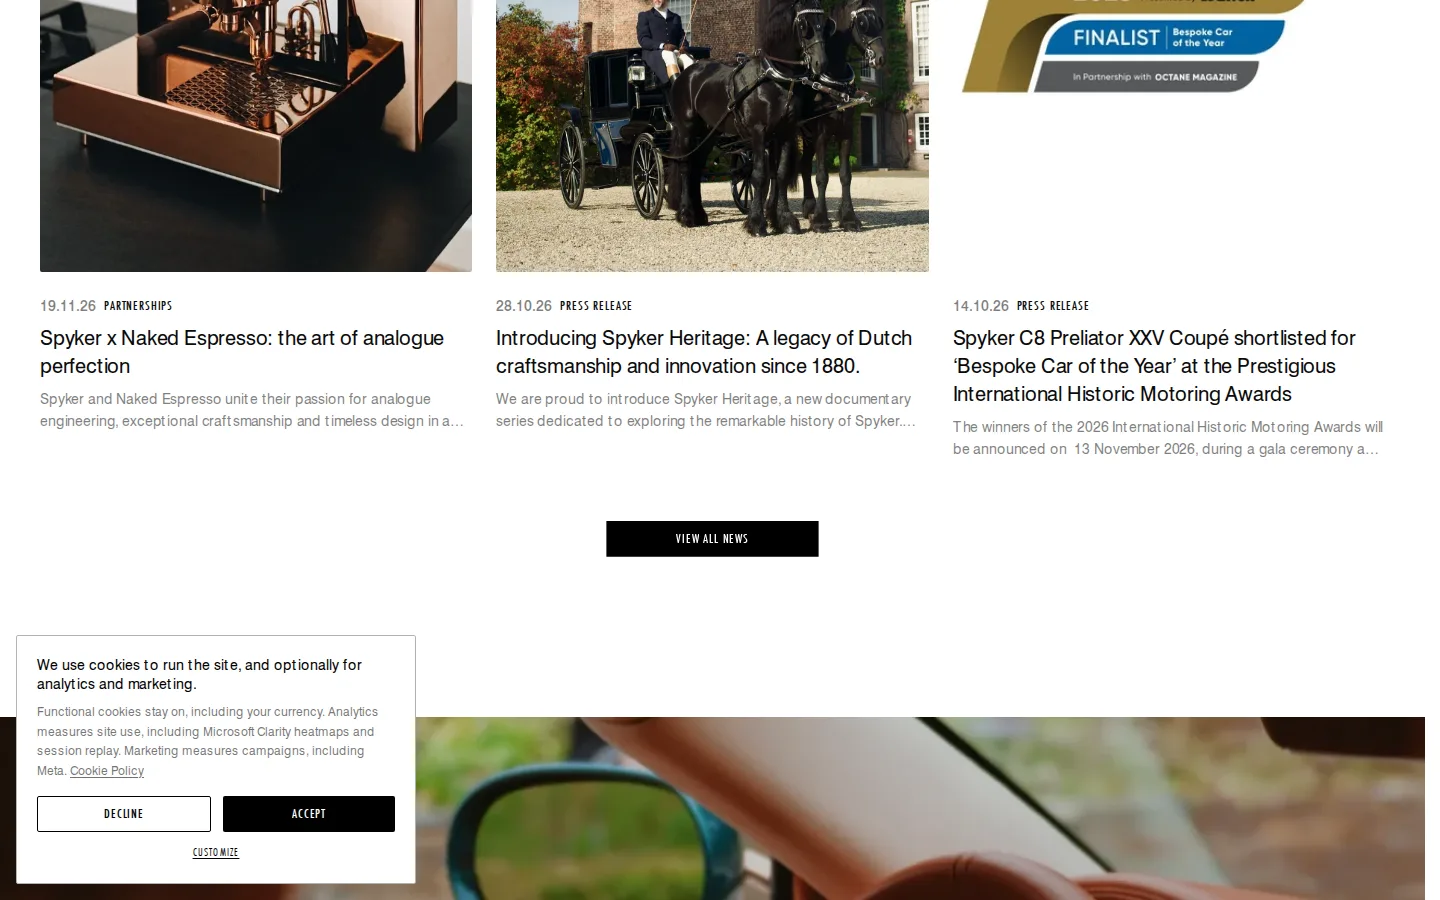 FINALIST
Bespoke Car
of the Year
In Partnership with OCTANE MAGAZINE
19.11.26 PARTNERSHIPS
Spyker x Naked Espresso: the art of analogue
perfection
Spyker and Naked Espresso unite their passion for analogue
engineering, exceptional craftsmanship and timeless design in a...
28.10.26 PRESS RELEASE
Introducing Spyker Heritage: A legacy of Dutch
craftsmanship and innovation since 1880.
We are proud to introduce Spyker Heritage, a new documentary
series dedicated to exploring the remarkable history of Spyker....
14.10.26 PRESS RELEASE
Spyker C8 Preliator XXV Coupé shortlisted for
‘Bespoke Car of the Year’ at the Prestigious
International Historic Motoring Awards
The winners of the 2026 International Historic Motoring Awards will
be announced on 13 November 2026, during a gala ceremony a...
VIEW ALL NEWS
We use cookies to run the site, and optionally for
analytics and marketing.
Functional cookies stay on, including your currency. Analytics
measures site use, including Microsoft Clarity heatmaps and
session replay. Marketing measures campaigns, including
Meta. Cookie Policy
DECLINE
ACCEPT
CUSTOMIZE